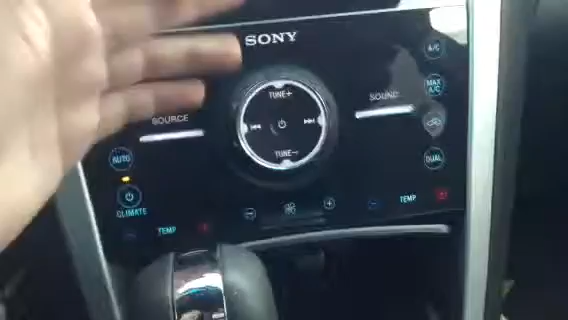 SONY
A/C
TUNE+
MAX A/C
SOURCE
SOUND
TUNE-
AUTO
DUAL
CLIMATE
TEMP
TEMP